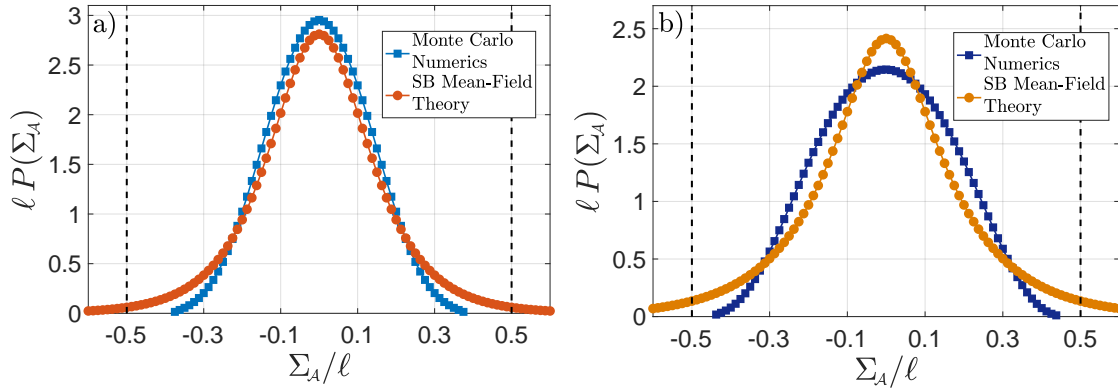 a)
3
2.5
2
1.5
1
0.5
0
-0.5
-0.3
-0.1
0.1
0.3
0.5
ℓ P(Σ_A)
Σ_A/ℓ
Monte Carlo
Numerics
SB Mean-Field
Theory
b)
2.5
2
1.5
1
0.5
0
-0.5
-0.3
-0.1
0.1
0.3
0.5
ℓ P(Σ_A)
Σ_A/ℓ
Monte Carlo
Numerics
SB Mean-Field
Theory